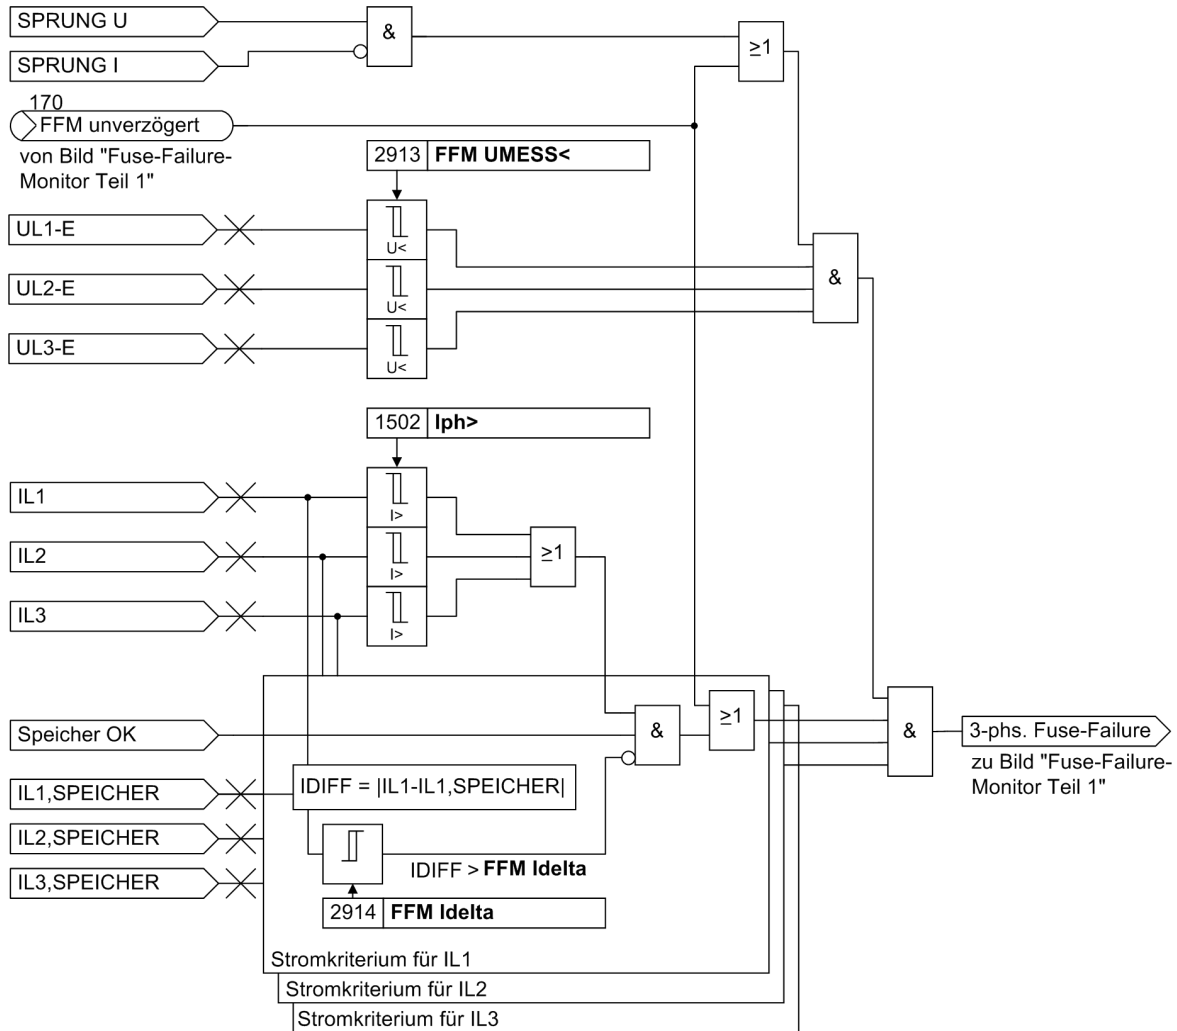 SPRUNG U
&
SPRUNG I
≥1
170
FFM unverzögert
von Bild "Fuse-Failure-
Monitor Teil 1"
2913 FFM UMESS<
UL1-E
U<
&
UL2-E
U<
UL3-E
U<
1502 Iph>
IL1
I>
IL2
I>
≥1
IL3
I>
Speicher OK
&
≥1
&
3-phs. Fuse-Failure
zu Bild "Fuse-Failure-
Monitor Teil 1"
IL1,SPEICHER
IDIFF = |IL1-IL1,SPEICHER|
IL2,SPEICHER
IDIFF > FFM Idelta
IL3,SPEICHER
2914 FFM Idelta
Stromkriterium für IL1
Stromkriterium für IL2
Stromkriterium für IL3